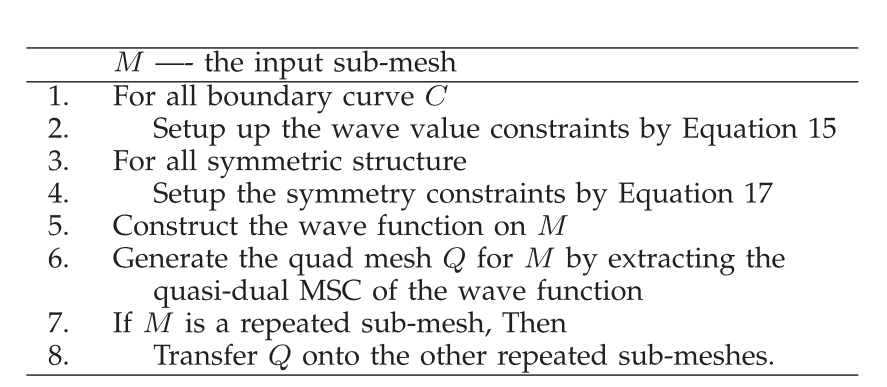 M —- the input sub-mesh
1. For all boundary curve C
2. Setup up the wave value constraints by Equation 15
3. For all symmetric structure
4. Setup the symmetry constraints by Equation 17
5. Construct the wave function on M
6. Generate the quad mesh Q for M by extracting the
quasi-dual MSC of the wave function
7. If M is a repeated sub-mesh, Then
8. Transfer Q onto the other repeated sub-meshes.